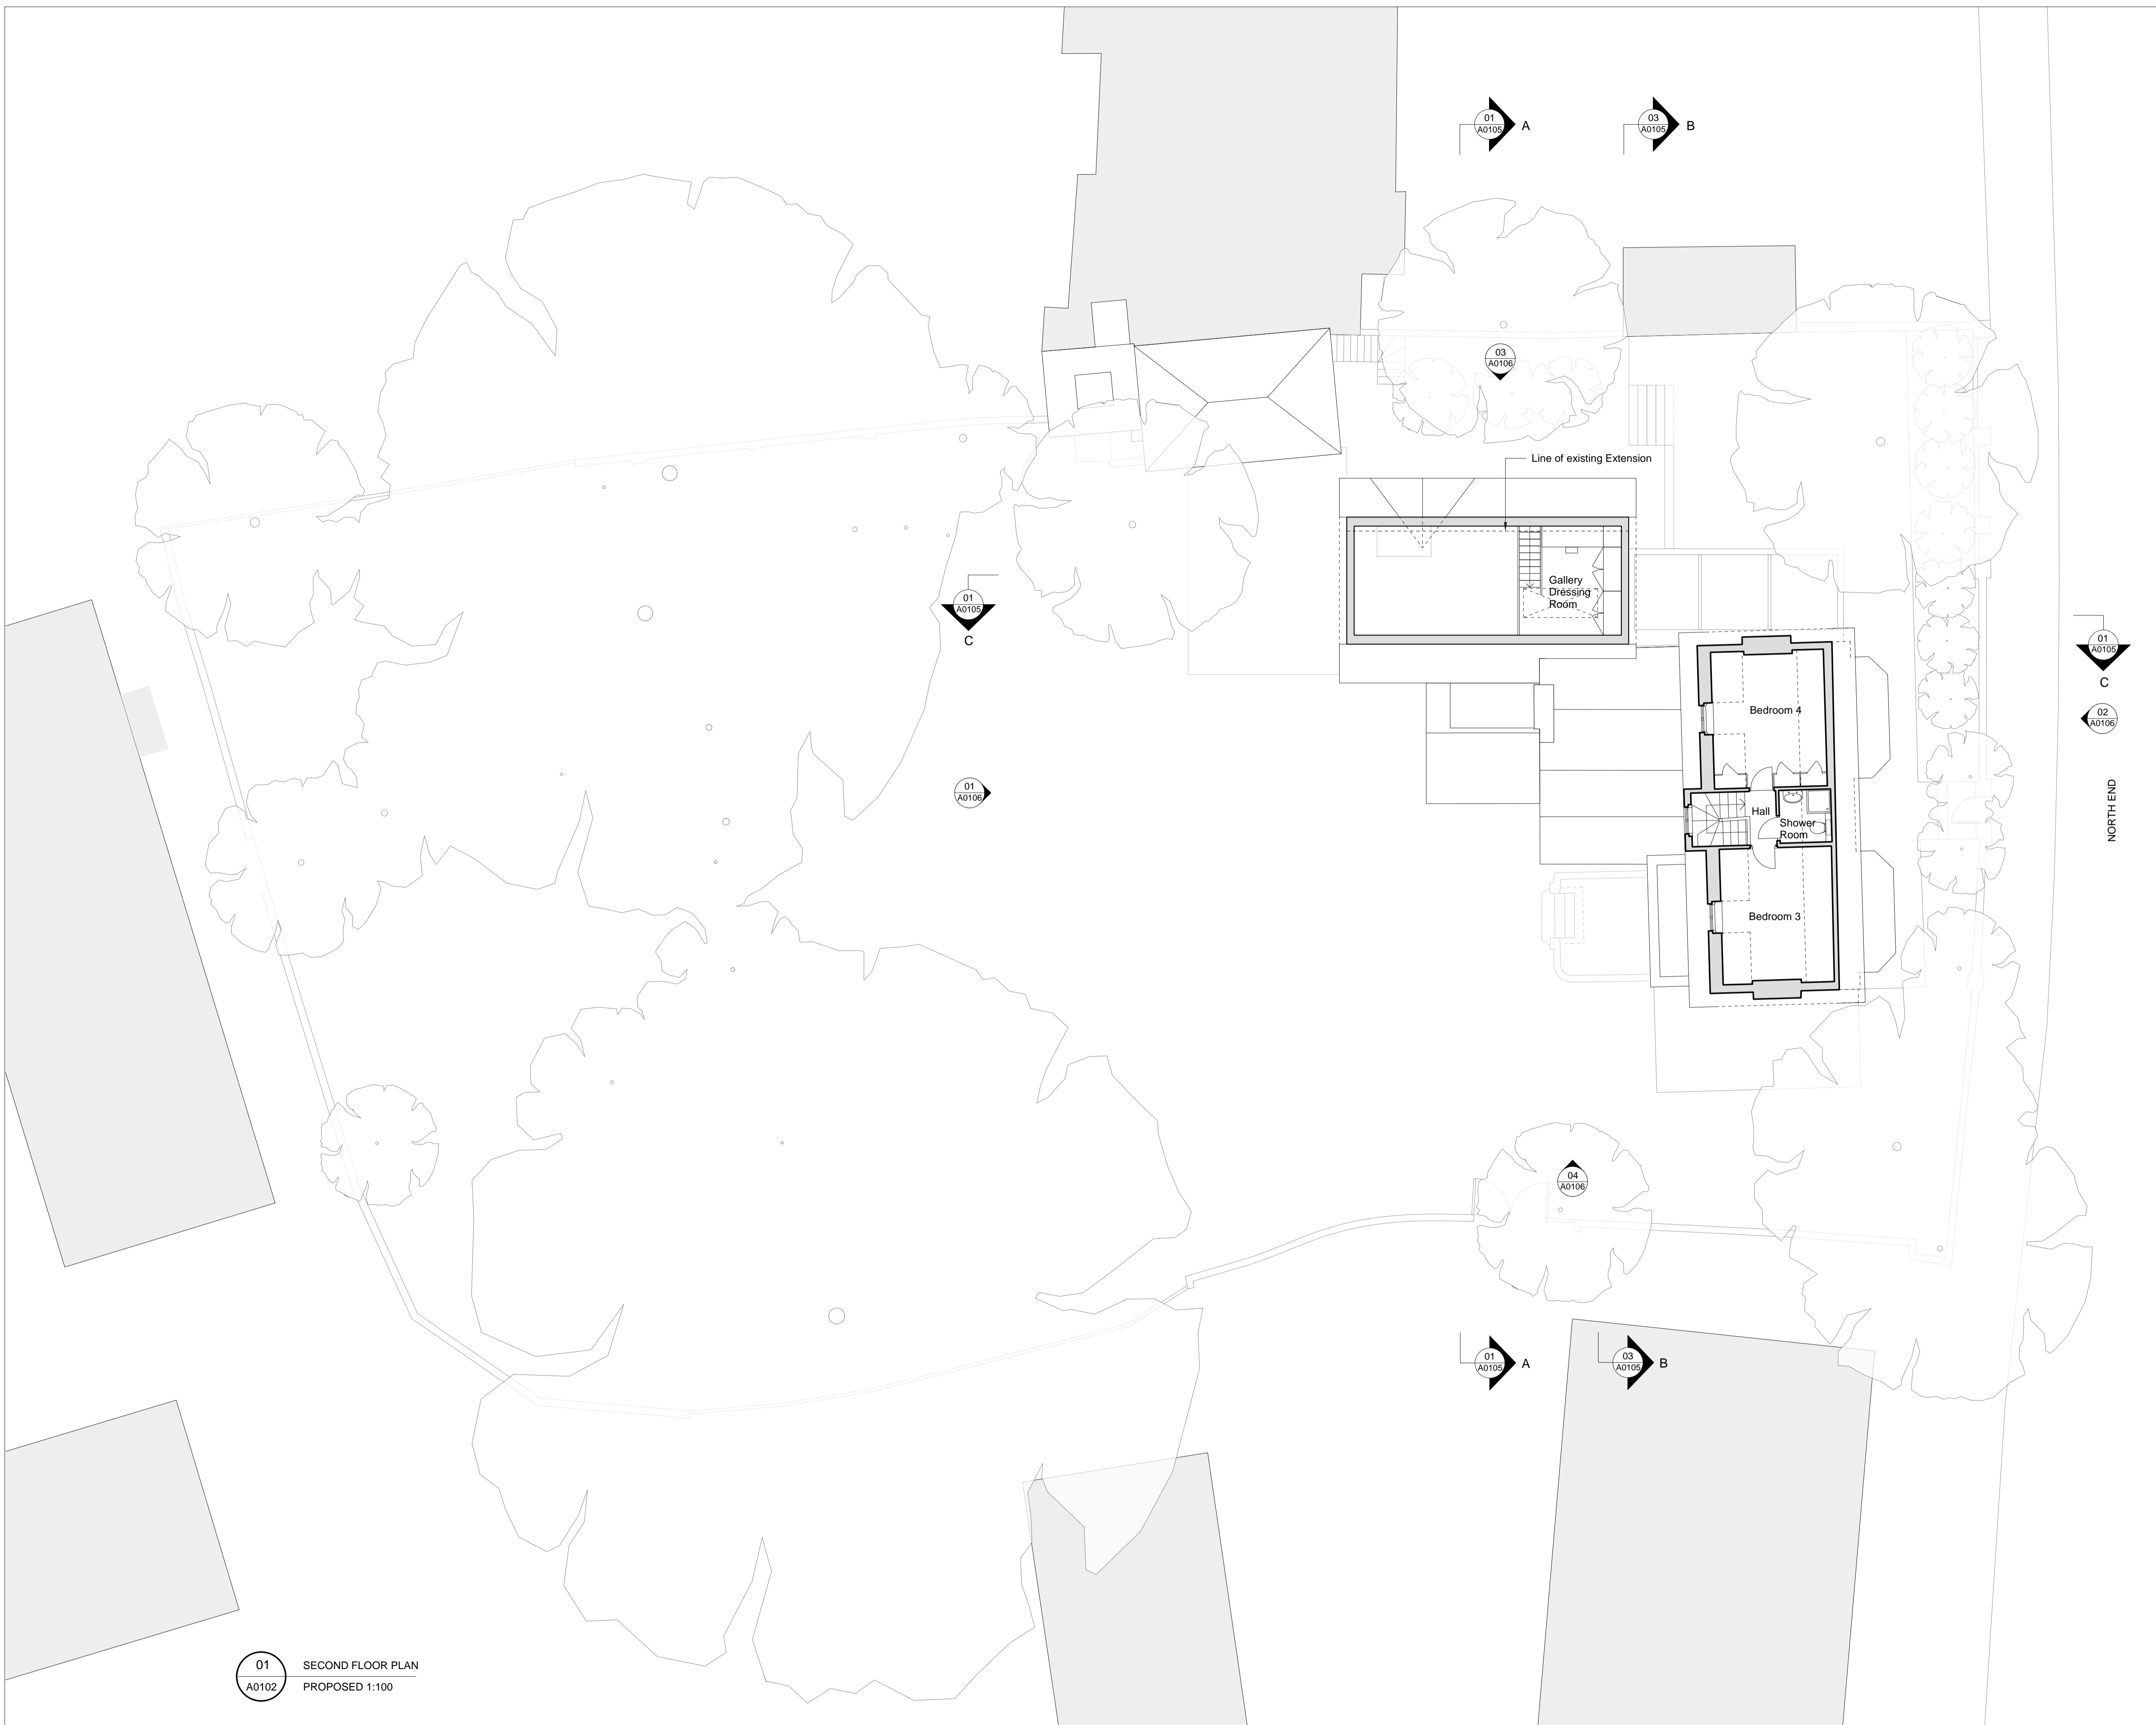 01
A0105
A
03
A0105
B
03
A0106
Line of existing Extension
Gallery
Dressing
Room
01
A0105
C
01
A0105
C
02
A0106
Bedroom 4
01
A0106
NORTH END
Hall
Shower
Room
Bedroom 3
04
A0106
01
A0105
A
03
A0105
B
01
A0102
SECOND FLOOR PLAN
PROPOSED 1:100